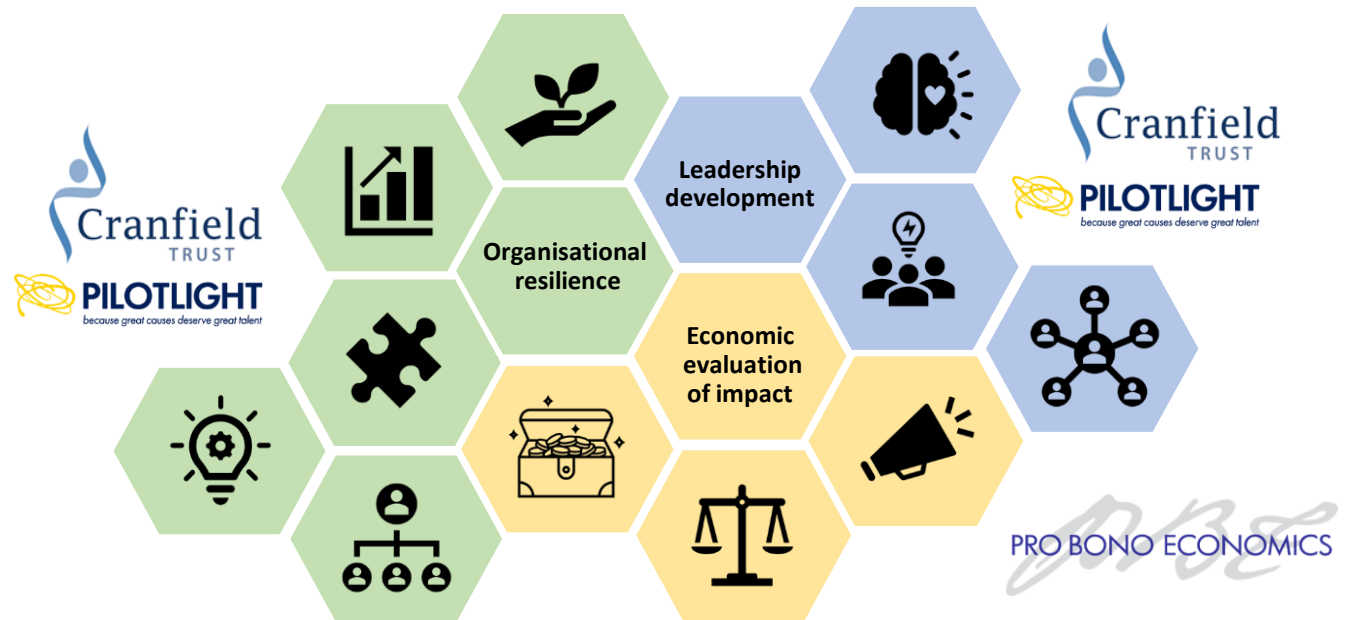 Cranfield
TRUST
PILOTLIGHT
because great causes deserve great talent
Organisational
resilience
Leadership
development
Economic
evaluation
of impact
Cranfield
TRUST
PILOTLIGHT
because great causes deserve great talent
PRO BONO ECONOMICS